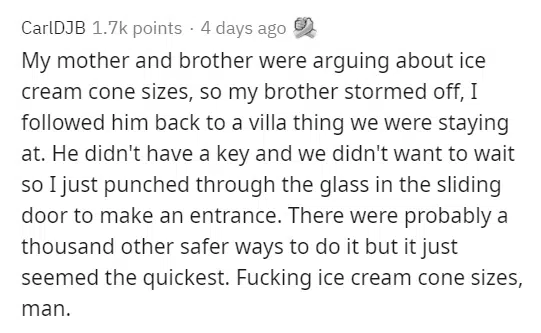 CarlDJB 1.7k points · 4 days ago
My mother and brother were arguing about ice
cream cone sizes, so my brother stormed off, I
followed him back to a villa thing we were staying
at. He didn't have a key and we didn't want to wait
so I just punched through the glass in the sliding
door to make an entrance. There were probably a
thousand other safer ways to do it but it just
seemed the quickest. Fucking ice cream cone sizes,
man.